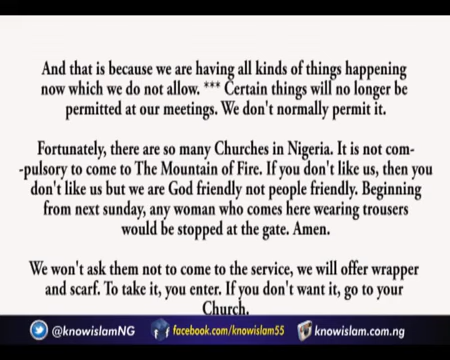 And that is because we are having all kinds of things happening
now which we do not allow. *** Certain things will no longer be
permitted at our meetings. We don't normally permit it.
Fortunately, there are so many Churches in Nigeria. It is not com-
-pulsory to come to The Mountain of Fire. If you don't like us, then you
don't like us but we are God friendly not people friendly. Beginning
from next sunday, any woman who comes here wearing trousers
would be stopped at the gate. Amen.
We won't ask them not to come to the service, we will offer wrapper
and scarf. To take it, you enter. If you don't want it, go to your
Church.
@knowislamNG facebook.com/knowislam55 knowislam.com.ng